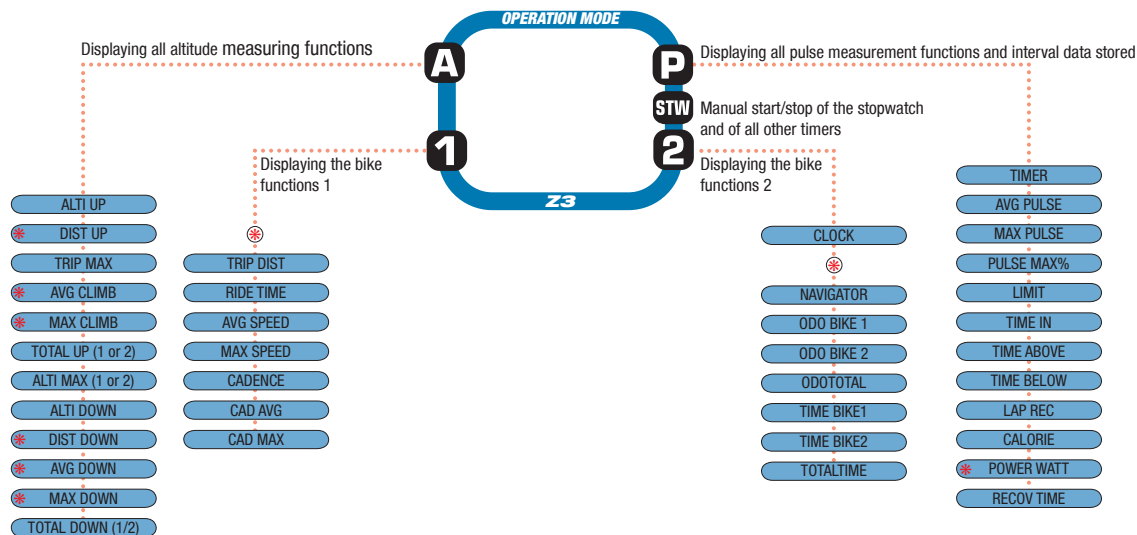 OPERATION MODE
Displaying all altitude measuring functions
A
P
Displaying all pulse measurement functions and interval data stored
STW
Manual start/stop of the stopwatch
and of all other timers
1
2
Displaying the bike
functions 1
Displaying the bike
functions 2
Z3
ALTI UP
DIST UP
TRIP MAX
AVG CLIMB
MAX CLIMB
TOTAL UP (1 or 2)
ALTI MAX (1 or 2)
ALTI DOWN
DIST DOWN
AVG DOWN
MAX DOWN
TOTAL DOWN (1/2)
TRIP DIST
RIDE TIME
AVG SPEED
MAX SPEED
CADENCE
CAD AVG
CAD MAX
CLOCK
NAVIGATOR
ODO BIKE 1
ODO BIKE 2
ODOTOTAL
TIME BIKE1
TIME BIKE2
TOTALTIME
TIMER
AVG PULSE
MAX PULSE
PULSE MAX%
LIMIT
TIME IN
TIME ABOVE
TIME BELOW
LAP REC
CALORIE
POWER WATT
RECOV TIME